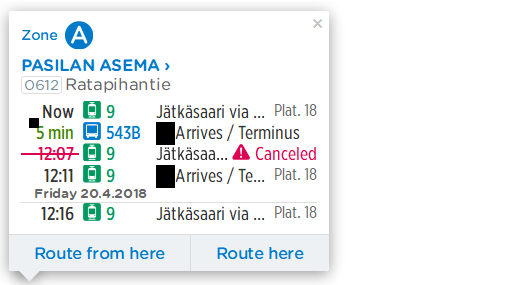 Zone A ×
PASILAN ASEMA ›
0612 Ratapihantie
Now 9 Jätkäsaari via ... Plat. 18
5 min 543B Arrives / Terminus
12:07 9 Jätkäsaa... Canceled
12:11 9 Arrives / Te... Plat. 18
Friday 20.4.2018
12:16 9 Jätkäsaari via ... Plat. 18
Route from here Route here